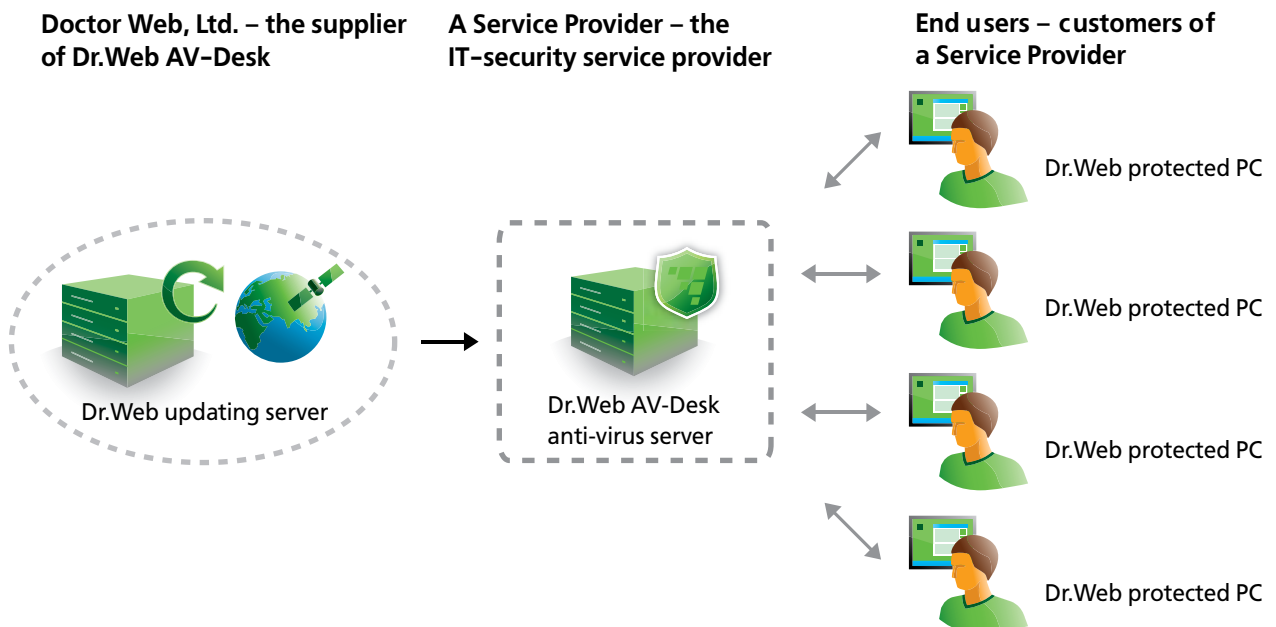 Doctor Web, Ltd. – the supplier
of Dr.Web AV–Desk
A Service Provider – the
IT–security service provider
End users – customers of
a Service Provider
Dr.Web protected PC
Dr.Web protected PC
Dr.Web protected PC
Dr.Web protected PC
Dr.Web updating server
Dr.Web AV-Desk
anti-virus server